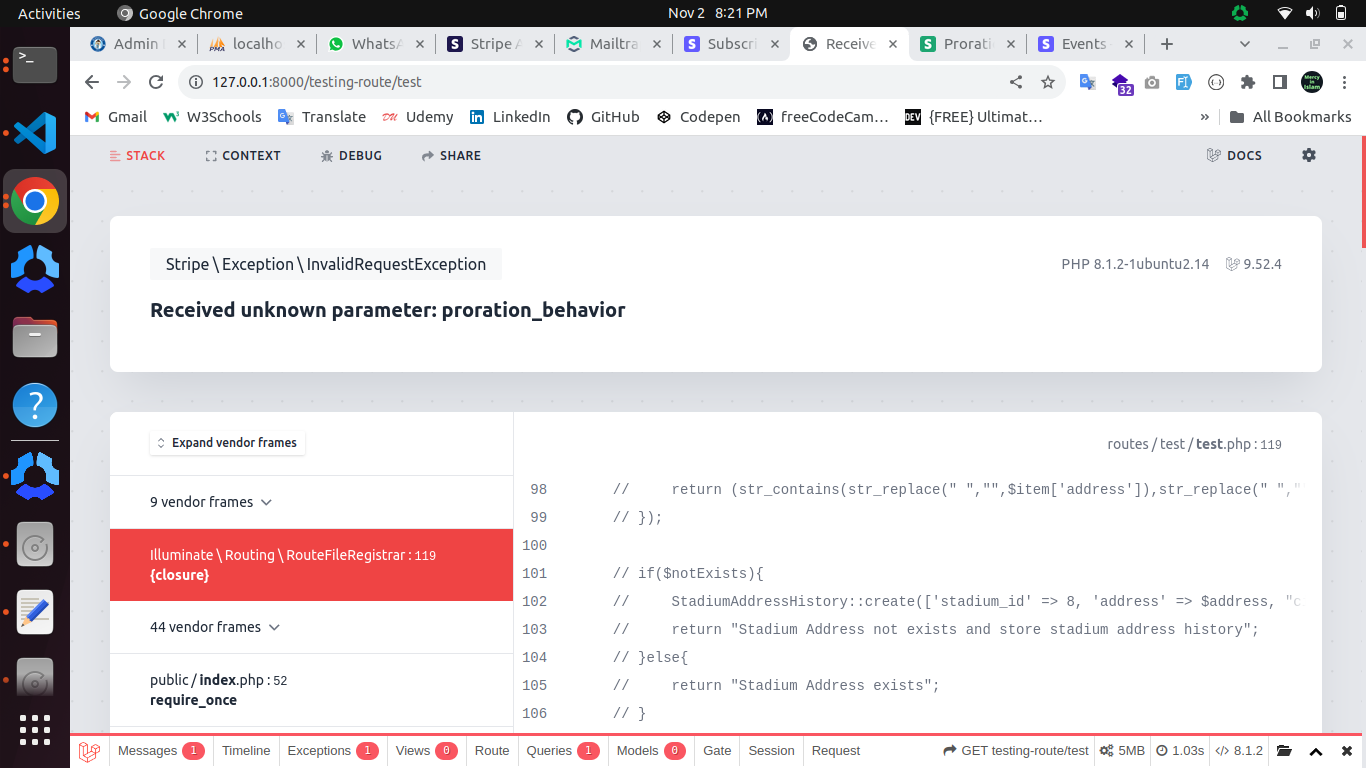 Activities
Google Chrome
Nov 2 8:21 PM
Admin
localho
WhatsA
Stripe A
Mailtra
Subscri
Receive
Prorati
Events
127.0.0.1:8000/testing-route/test
32
Gmail
W3Schools
Translate
Udemy
LinkedIn
GitHub
Codepen
freeCodeCam…
DEV
{FREE} Ultimat…
»
All Bookmarks
STACK
CONTEXT
DEBUG
SHARE
DOCS
Stripe \ Exception \ InvalidRequestException
PHP 8.1.2-1ubuntu2.14
9.52.4
Received unknown parameter: proration_behavior
Expand vendor frames
routes / test / test.php : 119
9 vendor frames
Illuminate \ Routing \ RouteFileRegistrar : 119
{closure}
44 vendor frames
public / index.php : 52
require_once
98 // return (str_contains(str_replace(" ","",$item['address']),str_replace(" ","
99 // });
100
101 // if($notExists){
102 // StadiumAddressHistory::create(['stadium_id' => 8, 'address' => $address, "c
103 // return "Stadium Address not exists and store stadium address history";
104 // }else{
105 // return "Stadium Address exists";
106 // }
Messages 1
Timeline
Exceptions 1
Views 0
Route
Queries 1
Models 0
Gate
Session
Request
GET testing-route/test
5MB
1.03s
8.1.2